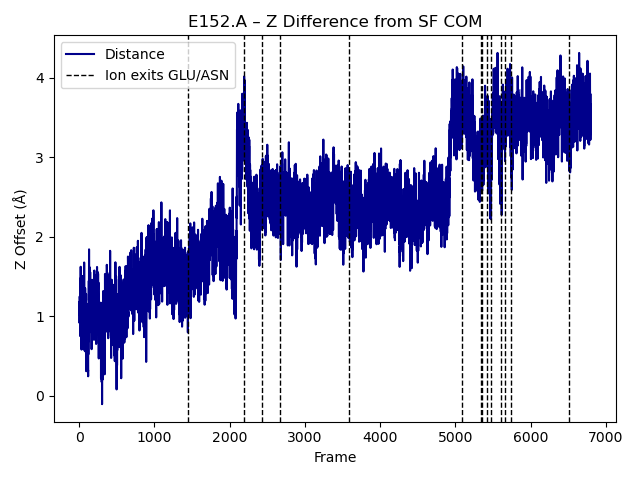 E152.A – Z Difference from SF COM
Distance
Ion exits GLU/ASN
Z Offset (Å)
4
3
2
1
0
0 1000 2000 3000 4000 5000 6000 7000
Frame